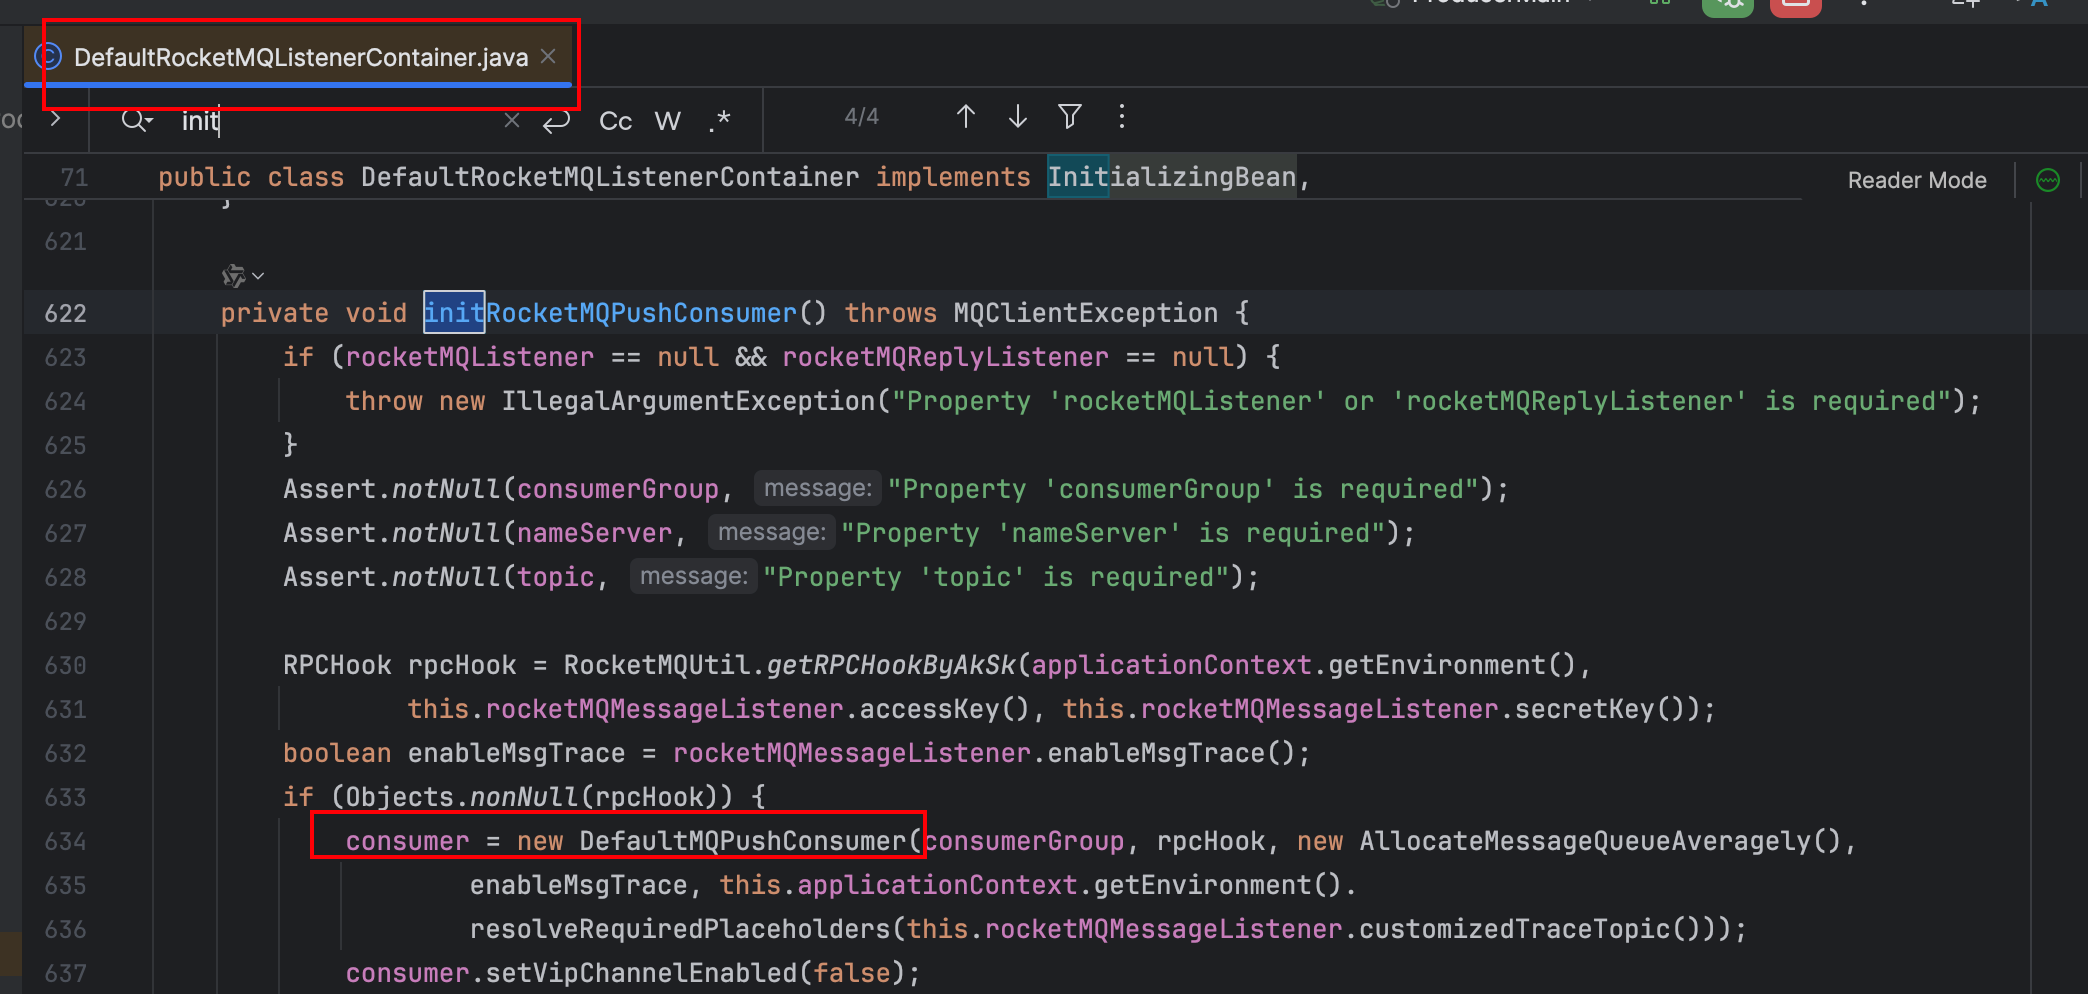 DefaultRocketMQListenerContainer.java
init
Cc W .* 4/4
71 public class DefaultRocketMQListenerContainer implements InitializingBean,
Reader Mode
}
621
622 private void initRocketMQPushConsumer() throws MQClientException {
623 if (rocketMQListener == null && rocketMQReplyListener == null) {
624 throw new IllegalArgumentException("Property 'rocketMQListener' or 'rocketMQReplyListener' is required");
625 }
626 Assert.notNull(consumerGroup, message: "Property 'consumerGroup' is required");
627 Assert.notNull(nameServer, message: "Property 'nameServer' is required");
628 Assert.notNull(topic, message: "Property 'topic' is required");
629
630 RPCHook rpcHook = RocketMQUtil.getRPCHookByAkSk(applicationContext.getEnvironment(),
631 this.rocketMQMessageListener.accessKey(), this.rocketMQMessageListener.secretKey());
632 boolean enableMsgTrace = rocketMQMessageListener.enableMsgTrace();
633 if (Objects.nonNull(rpcHook)) {
634 consumer = new DefaultMQPushConsumer(consumerGroup, rpcHook, new AllocateMessageQueueAveragely(),
635 enableMsgTrace, this.applicationContext.getEnvironment().
636 resolveRequiredPlaceholders(this.rocketMQMessageListener.customizedTraceTopic()));
637 consumer.setVipChannelEnabled(false);